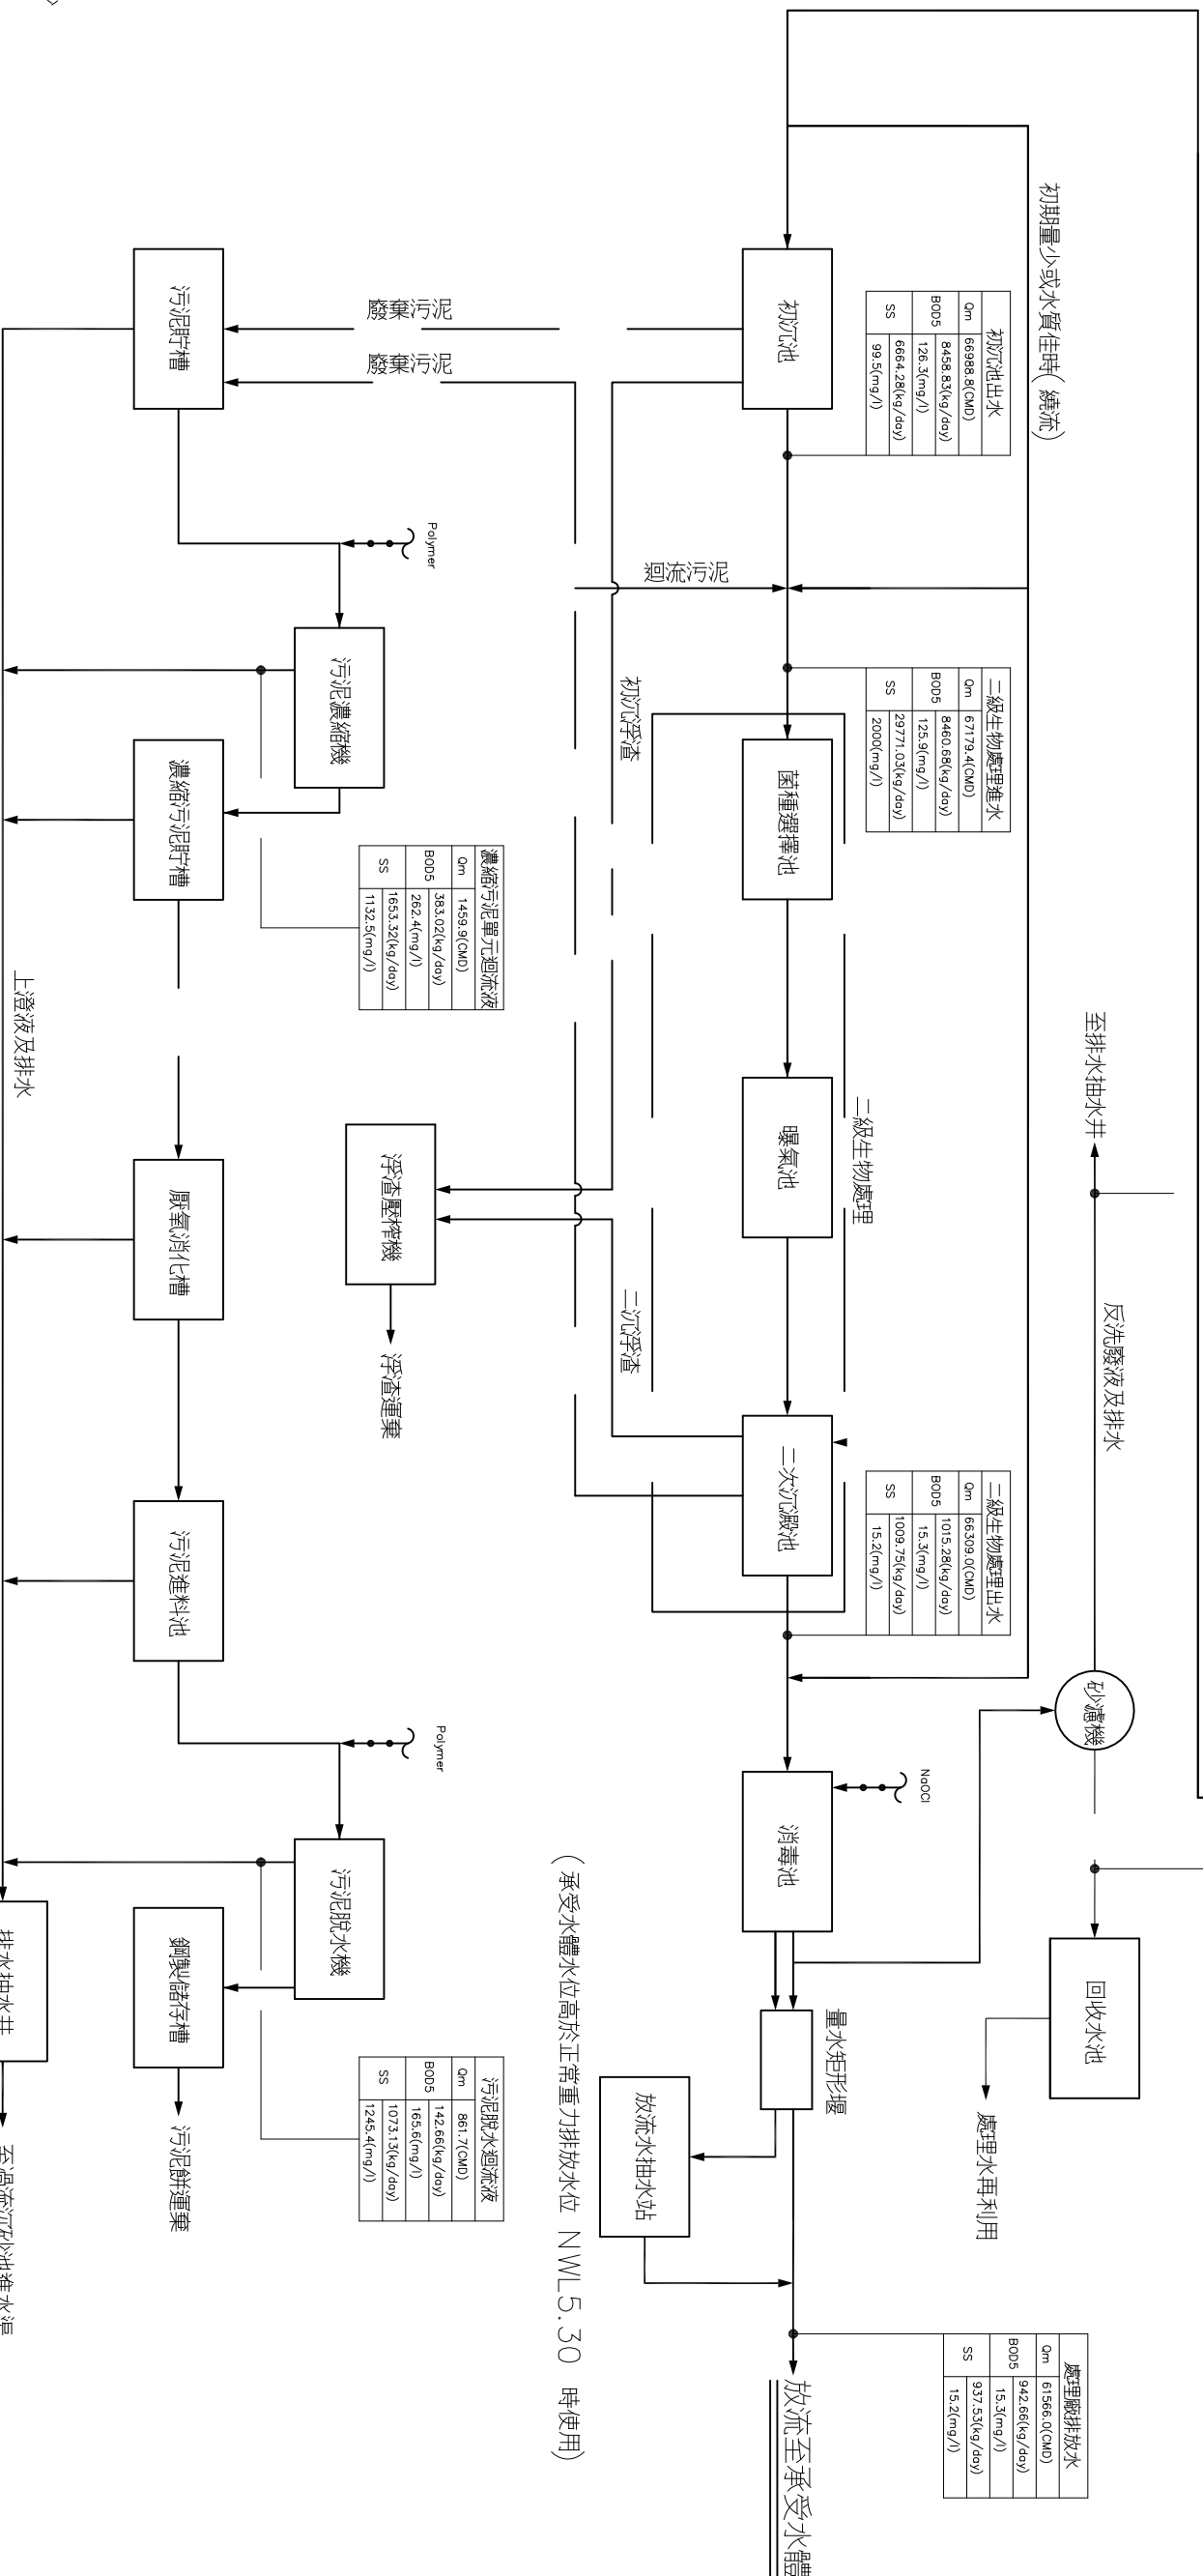 初期量少或水質佳時(繞流)
至排水抽水井
反洗廢液及排水
砂濾機
回收水池
處理水再利用
初沉池出水
Qm 66988.8(CMD)
BOD5 8458.83(kg/day)
126.3(mg/l)
SS 6664.28(kg/day)
99.5(mg/l)
二級生物處理進水
Qm 67179.4(CMD)
BOD5 8460.68(kg/day)
125.9(mg/l)
SS 29771.03(kg/day)
2000(mg/l)
二級生物處理出水
Qm 66309.0(CMD)
BOD5 1015.28(kg/day)
15.3(mg/l)
SS 1009.75(kg/day)
15.2(mg/l)
處理廠排放水
Qm 61566.0(CMD)
BOD5 942.66(kg/day)
15.3(mg/l)
SS 937.53(kg/day)
15.2(mg/l)
二級生物處理
NaOCl
量水矩形堰
初沉池
菌種選擇池
曝氣池
二次沉澱池
消毒池
放流至承受水體
迴流污泥
初沉浮渣
二沉浮渣
放流水抽水站
(承受水體水位高於正常重力排放水位 NWL5.30 時使用)
廢棄污泥
廢棄污泥
Polymer
浮渣壓榨機
浮渣運棄
Polymer
濃縮污泥單元迴流液
Qm 1459.9(CMD)
BOD5 383.02(kg/day)
262.4(mg/l)
SS 1653.32(kg/day)
1132.5(mg/l)
污泥脫水迴流液
Qm 861.7(CMD)
BOD5 142.66(kg/day)
165.6(mg/l)
SS 1073.13(kg/day)
1245.4(mg/l)
污泥濃縮機
污泥脫水機
污泥貯槽
濃縮污泥貯槽
厭氧消化槽
污泥進料池
鋼製儲存槽
污泥餅運棄
上澄液及排水
排水抽水井
至過流沉砂池進水渠